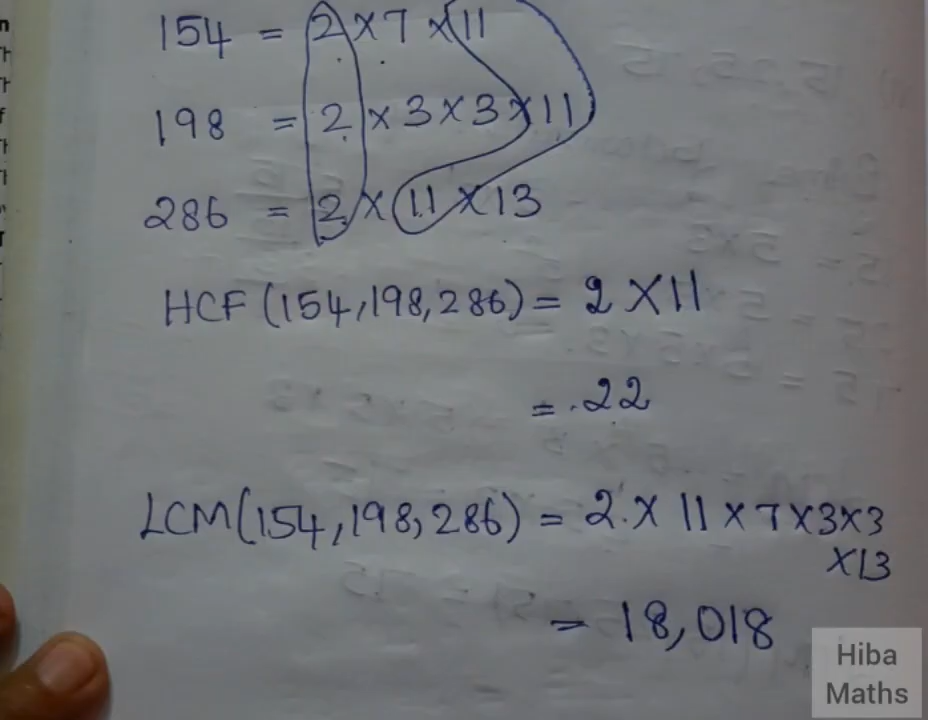 154 = 2 × 7 × 11
198 = 2 × 3 × 3 × 11
286 = 2 × 11 × 13
HCF (154, 198, 286) = 2 × 11
= 22
LCM (154, 198, 286) = 2 × 11 × 7 × 3 × 3
× 13
= 18,018
Hiba
Maths